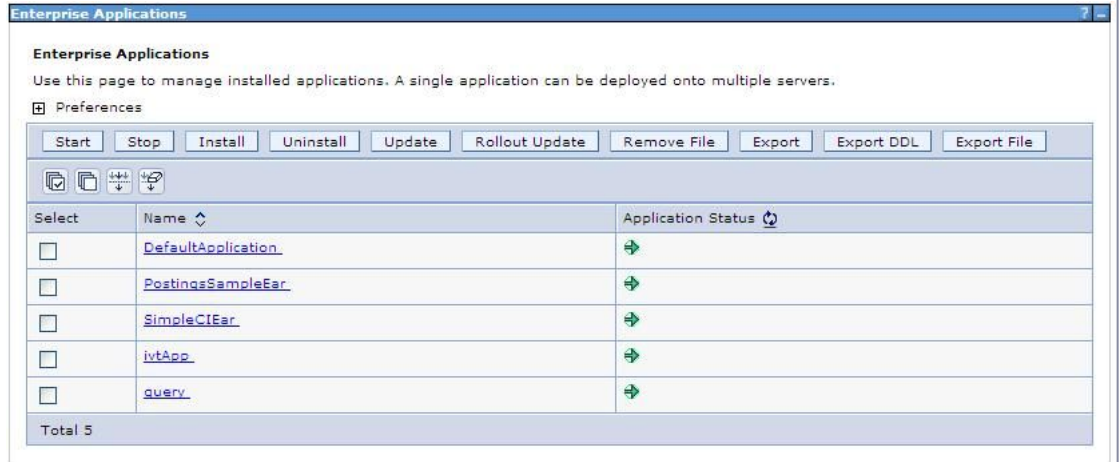 Enterprise Applications ? _
Enterprise Applications
Use this page to manage installed applications. A single application can be deployed onto multiple servers.
Preferences
Start Stop Install Uninstall Update Rollout Update Remove File Export Export DDL Export File
Select Name Application Status
DefaultApplication
PostingsSampleEar
SimpleCIEar
ivtApp
query
Total 5